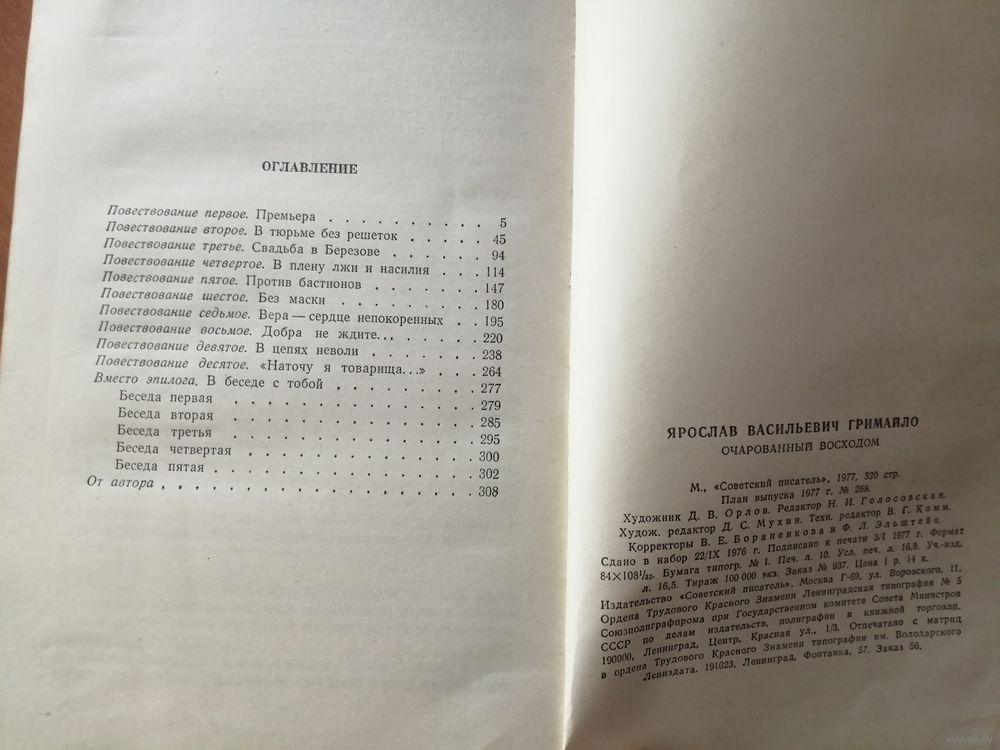 ОГЛАВЛЕНИЕ
Повествование первое. Премьера . . . . . . . . . . 5
Повествование второе. В тюрьме без решеток . . . . . 45
Повествование третье. Свадьба в Березове . . . . . . 94
Повествование четвертое. В плену лжи и насилия . . . 114
Повествование пятое. Против бастионов . . . . . . . 147
Повествование шестое. Без маски . . . . . . . . . 180
Повествование седьмое. Вера — сердце непокоренных . . 195
Повествование восьмое. Добра не ждите... . . . . . 220
Повествование девятое. В цепях неволи . . . . . . . 238
Повествование десятое. «Наточу я товарища...» . . . 264
Вместо эпилога. В беседе с тобой . . . . . . . . . 277
Беседа первая . . . . . . . . . . . . . . 279
Беседа вторая . . . . . . . . . . . . . . 285
Беседа третья . . . . . . . . . . . . . . 295
Беседа четвертая . . . . . . . . . . . . . 300
Беседа пятая . . . . . . . . . . . . . . 302
От автора . . . . . . . . . . . . . . . . . 308
ЯРОСЛАВ ВАСИЛЬЕВИЧ ГРИМАЙЛО
ОЧАРОВАННЫЙ ВОСХОДОМ
М., «Советский писатель», 1977, 320 стр.
План выпуска 1977 г. № 268.
Художник Д. В. Орлов. Редактор Н. И. Голосовская.
Худож. редактор Д. С. Мухин. Техн. редактор В. Г. Комм.
Корректоры В. Е. Бораненкова и Ф. Л. Эльштейн.
Сдано в набор 22/IX 1976 г. Подписано к печати 3/I 1977 г. Формат
84×108¹/₃₂. Бумага типогр. № 1. Печ. л. 10. Усл. печ. л. 16,8. Уч.-изд.
л. 16,5. Тираж 100 000 экз. Заказ № 937. Цена 1 р. 14 к.
Издательство «Советский писатель». Москва Г-69, ул. Воровского, 11.
Ордена Трудового Красного Знамени Ленинградская типография № 5
Союзполиграфпрома при Государственном комитете Совета Министров
СССР по делам издательств, полиграфии и книжной торговли.
190000, Ленинград, Центр, Красная ул., 1/3. Отпечатано с матриц
в ордена Трудового Красного Знамени типографии им. Володарского
Лениздата. 191023, Ленинград, Фонтанка, 57. Заказ 56.
www.ay.by